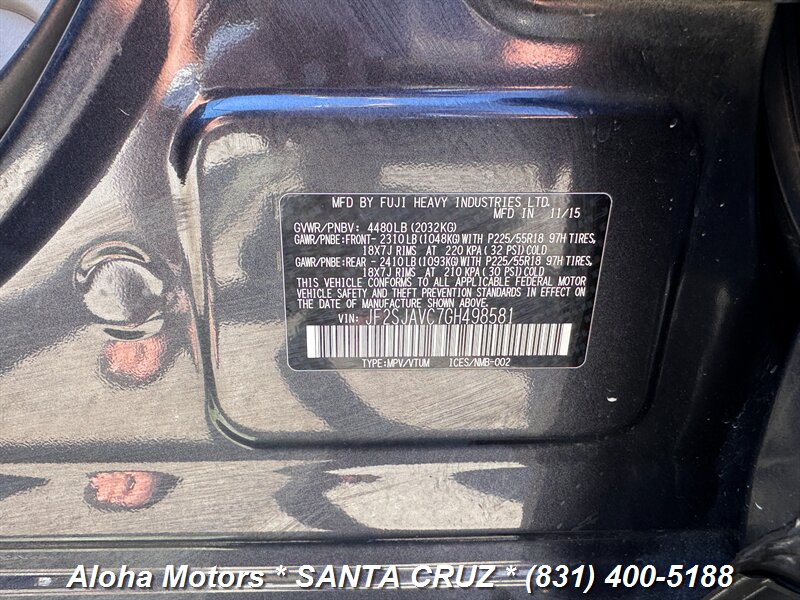 MFD BY FUJI HEAVY INDUSTRIES LTD.
MFD IN 11/15
GVWR/PNBV: 4480LB(2032KG)
GAWR/PNBE:FRONT- 2310LB(1048KG)WITH P225/55R18 97H TIRES,
18X7J RIMS AT 220 KPA(32 PSI)COLD
GAWR/PNBE:REAR - 2410LB(1093KG)WITH P225/55R18 97H TIRES,
18X7J RIMS AT 210 KPA(30 PSI)COLD
THIS VEHICLE CONFORMS TO ALL APPLICABLE FEDERAL MOTOR
VEHICLE SAFETY AND THEFT PREVENTION STANDARDS IN EFFECT ON
THE DATE OF MANUFACTURE SHOWN ABOVE.
VIN: JF2SJAVC7GH498581
TYPE:MPV/VTUM ICES/NMB-002
Aloha Motors * SANTA CRUZ * (831) 400-5188